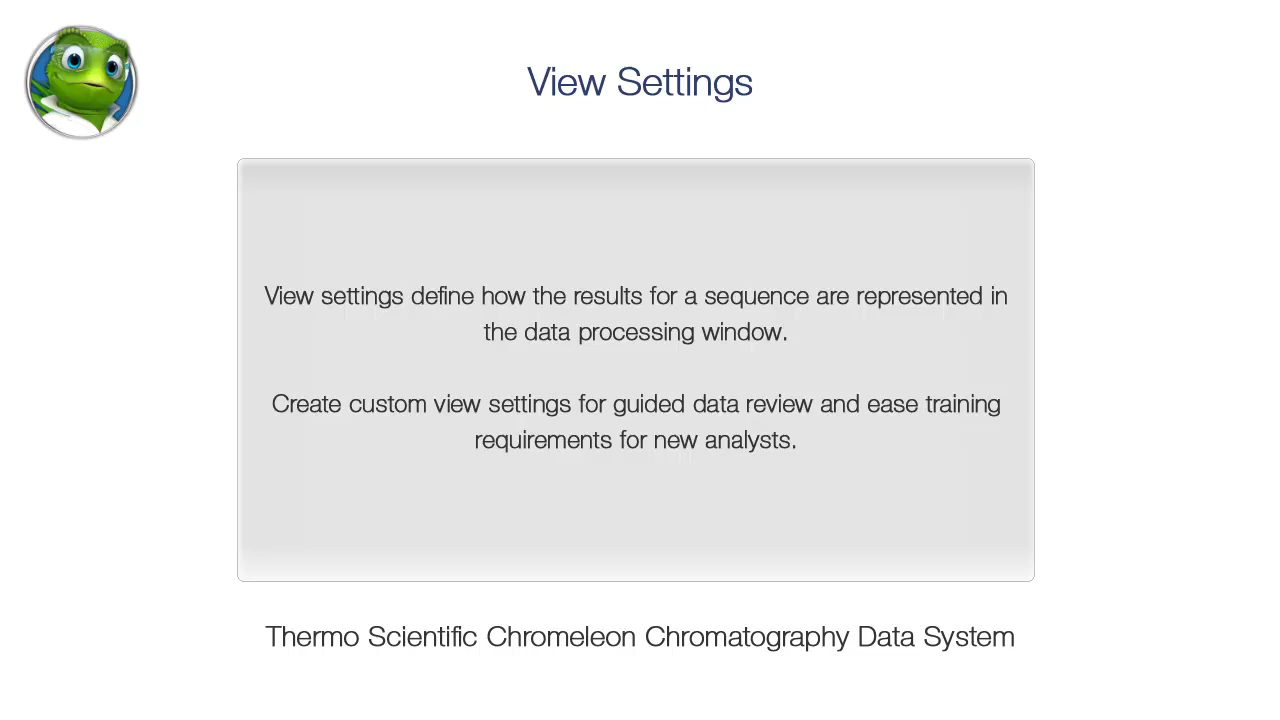 View Settings
View settings define how the results for a sequence are represented in
the data processing window.
Create custom view settings for guided data review and ease training
requirements for new analysts.
Thermo Scientific Chromeleon Chromatography Data System